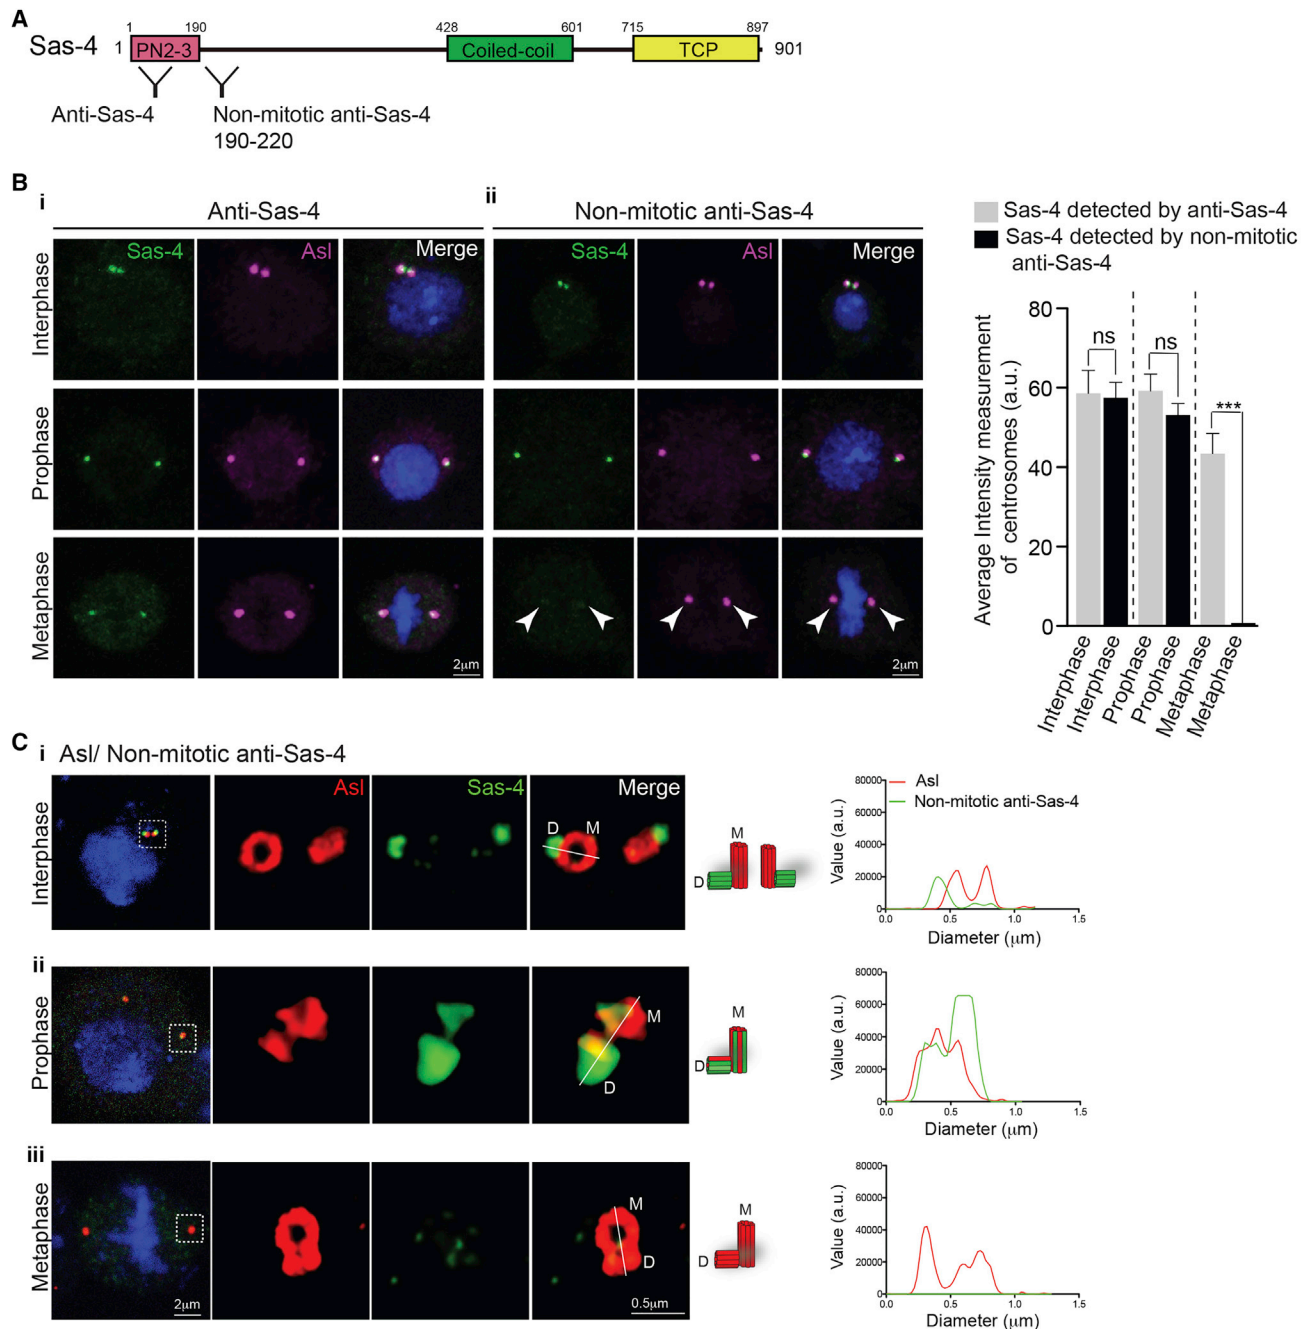 A
1 190 428 601 715 897
Sas-4 1 PN2-3 Coiled-coil TCP 901
Anti-Sas-4 Non-mitotic anti-Sas-4
190-220
B
i Anti-Sas-4
ii Non-mitotic anti-Sas-4
Sas-4 Asl Merge Sas-4 Asl Merge
Interphase
Prophase
Metaphase
2μm 2μm
Sas-4 detected by anti-Sas-4
Sas-4 detected by non-mitotic
anti-Sas-4
Average Intensity measurement
of centrosomes (a.u.)
80
60
40
20
0
ns ns ***
Interphase
Interphase
Prophase
Prophase
Metaphase
Metaphase
C
i Asl/ Non-mitotic anti-Sas-4
Interphase
Asl Sas-4 Merge
D M
M
D
Asl
Non-mitotic anti-Sas-4
Value (a.u.)
80000
60000
40000
20000
0
0.0 0.5 1.0 1.5
Diameter (μm)
ii
Prophase
M
D
M
D
Value (a.u.)
80000
60000
40000
20000
0
0.0 0.5 1.0 1.5
Diameter (μm)
iii
Metaphase
2μm
M
D
0.5μm
M
D
Value (a.u.)
80000
60000
40000
20000
0
0.0 0.5 1.0 1.5
Diameter (μm)